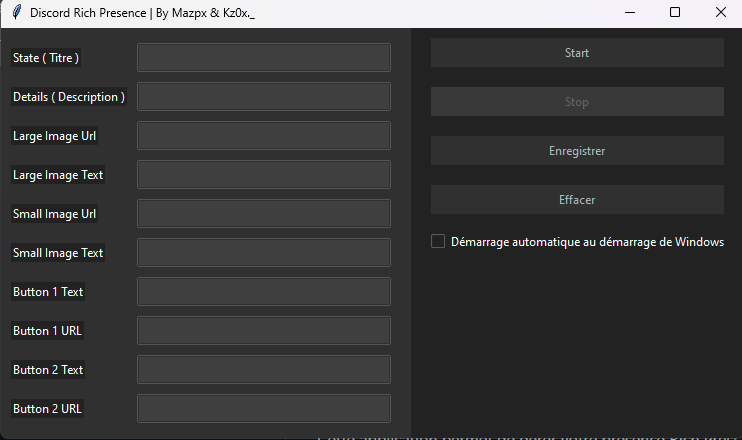 Discord Rich Presence | By Mazpx & Kz0x._
State ( Titre )
Details ( Description )
Large Image Url
Large Image Text
Small Image Url
Small Image Text
Button 1 Text
Button 1 URL
Button 2 Text
Button 2 URL
Start
Stop
Enregistrer
Effacer
Démarrage automatique au démarrage de Windows